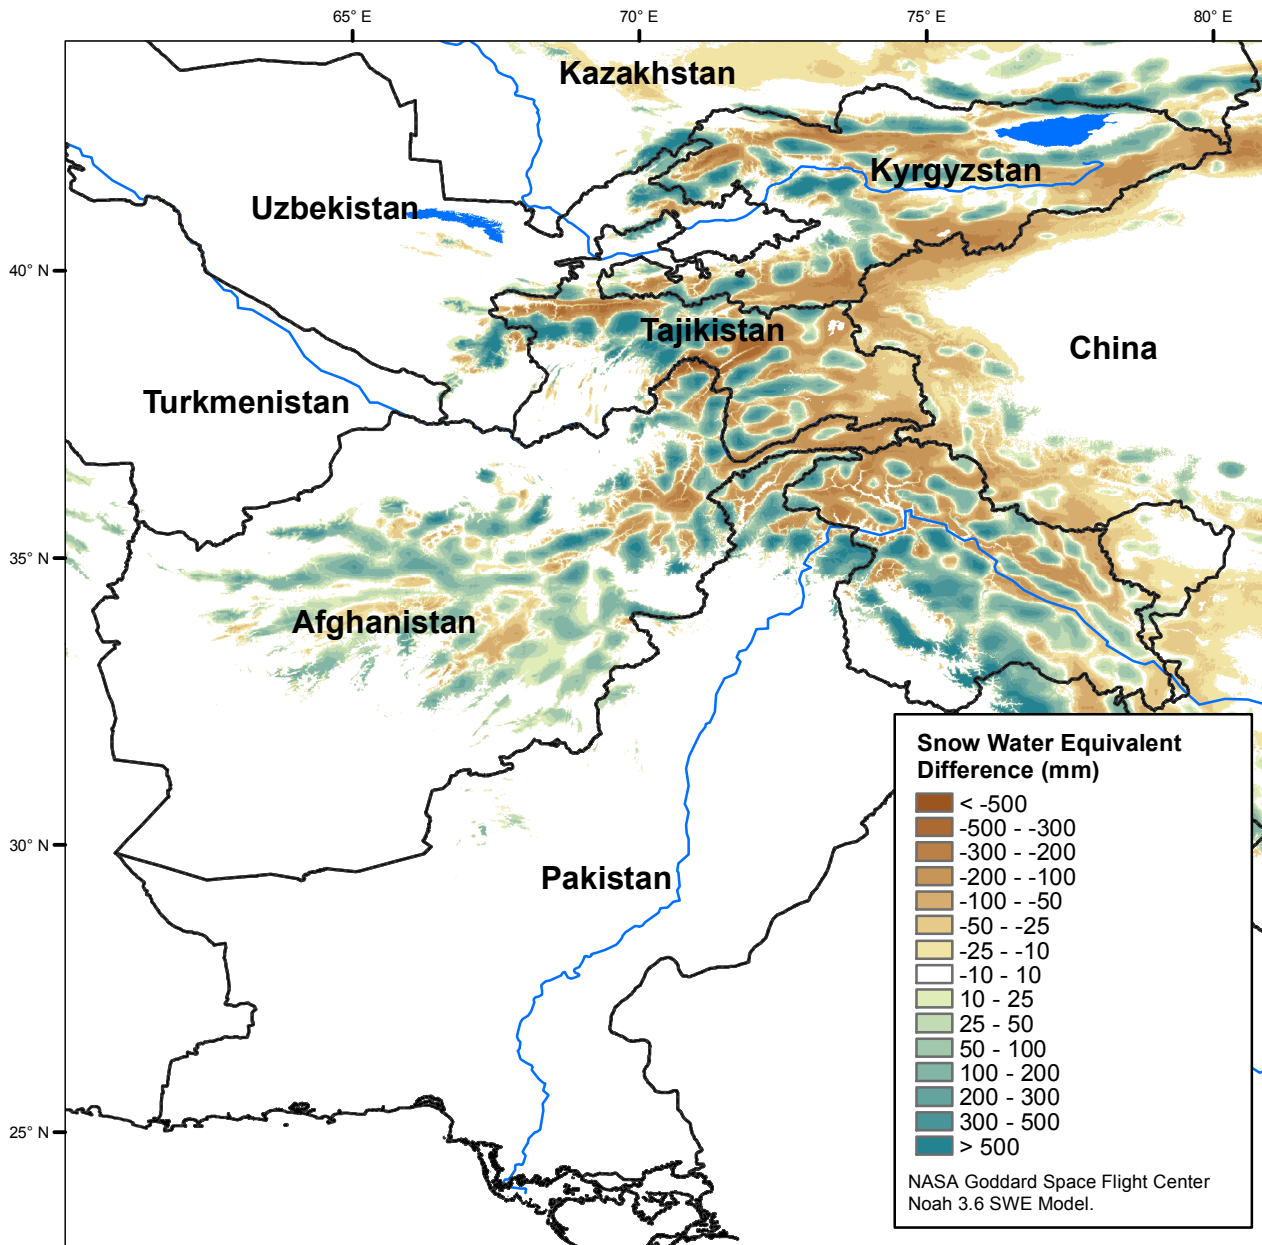 65° E
70° E
75° E
80° E
Kazakhstan
Kyrgyzstan
Uzbekistan
40° N
Tajikistan
China
Turkmenistan
35° N
Afghanistan
Snow Water Equivalent
Difference (mm)
< -500
-500 - -300
-300 - -200
-200 - -100
-100 - -50
-50 - -25
-25 - -10
-10 - 10
10 - 25
25 - 50
50 - 100
100 - 200
200 - 300
300 - 500
> 500
NASA Goddard Space Flight Center
Noah 3.6 SWE Model.
30° N
Pakistan
25° N